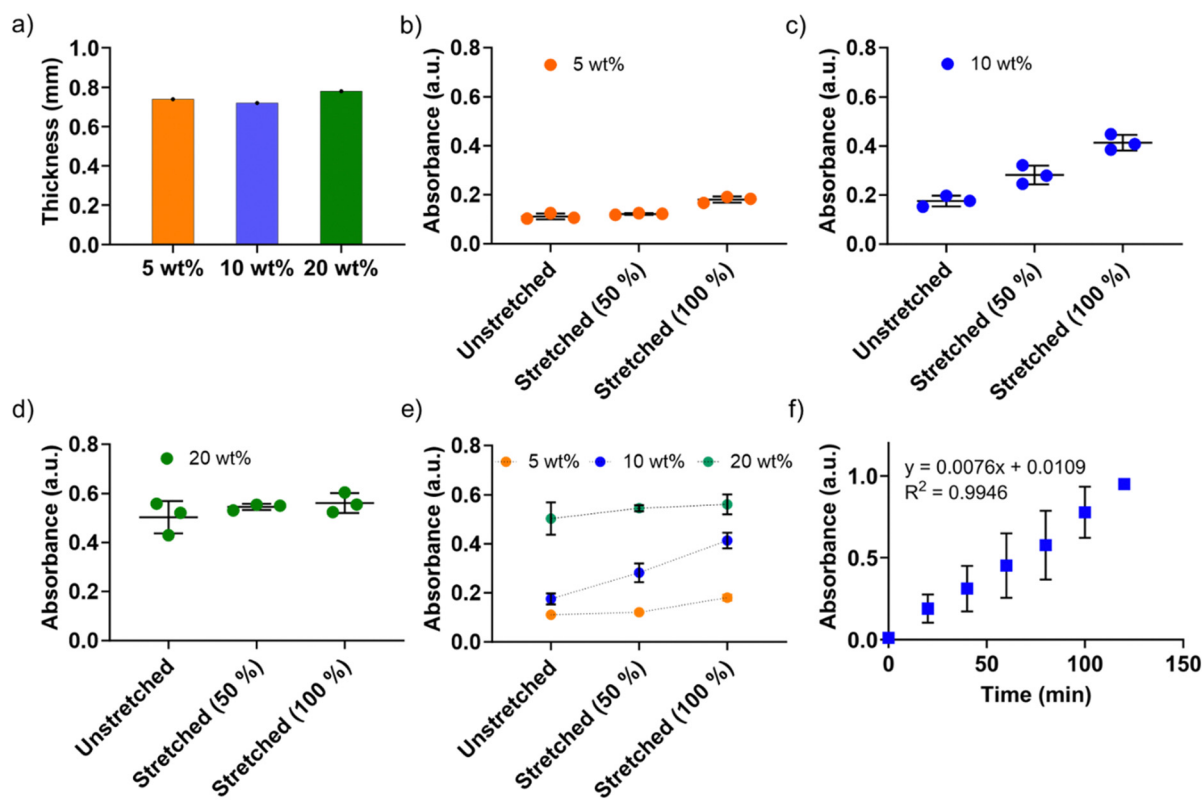 a)
Thickness (mm)
1.0
0.8
0.6
0.4
0.2
0.0
5 wt%
10 wt%
20 wt%
b)
Absorbance (a.u.)
0.8
0.6
0.4
0.2
0.0
5 wt%
Unstretched
Stretched (50 %)
Stretched (100 %)
c)
Absorbance (a.u.)
0.8
0.6
0.4
0.2
0.0
10 wt%
Unstretched
Stretched (50 %)
Stretched (100 %)
d)
Absorbance (a.u.)
0.8
0.6
0.4
0.2
0.0
20 wt%
Unstretched
Stretched (50 %)
Stretched (100 %)
e)
Absorbance (a.u.)
0.8
0.6
0.4
0.2
0.0
5 wt%
10 wt%
20 wt%
Unstretched
Stretched (50 %)
Stretched (100 %)
f)
Absorbance (a.u.)
1.0
0.5
0.0
y = 0.0076x + 0.0109
R² = 0.9946
0
50
100
150
Time (min)